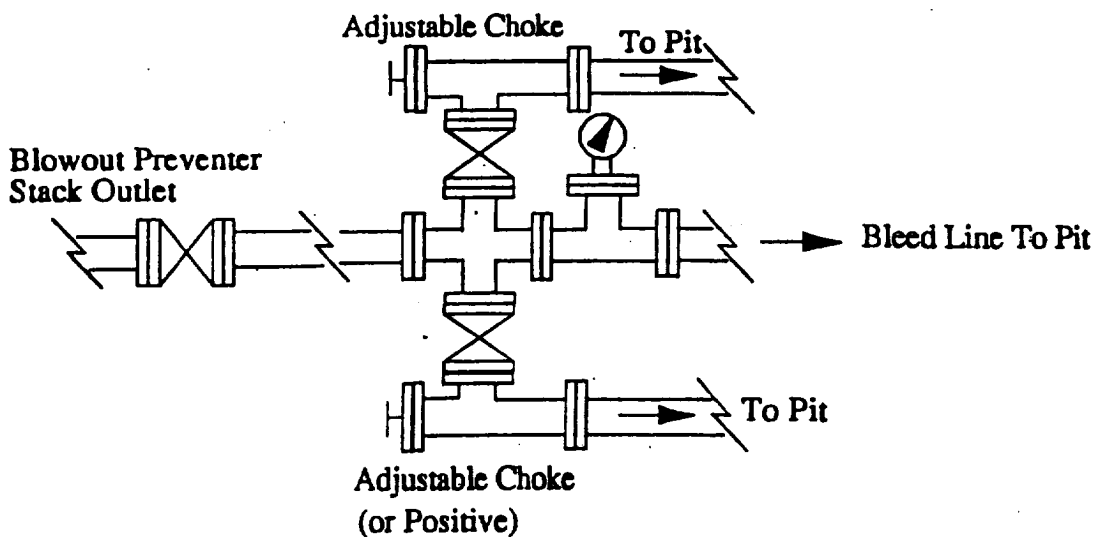 Adjustable Choke
To Pit
Blowout Preventer
Stack Outlet
Bleed Line To Pit
To Pit
Adjustable Choke
(or Positive)